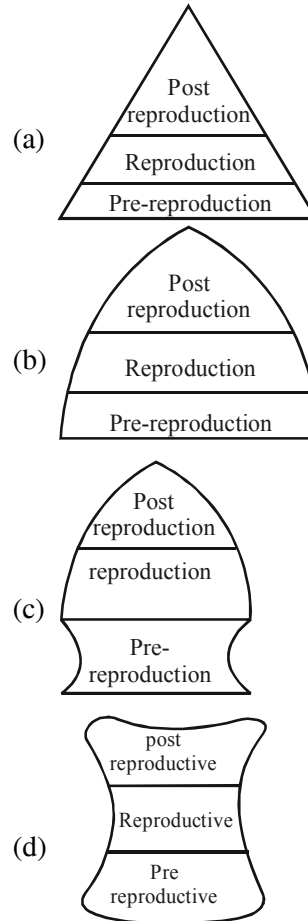 Post
reproduction
(a)
Reproduction
Pre-reproduction
Post
reproduction
(b)
Reproduction
Pre-reproduction
Post
reproduction
reproduction
(c)
Pre-
reproduction
post
reproductive
Reproductive
(d)
Pre
reproductive